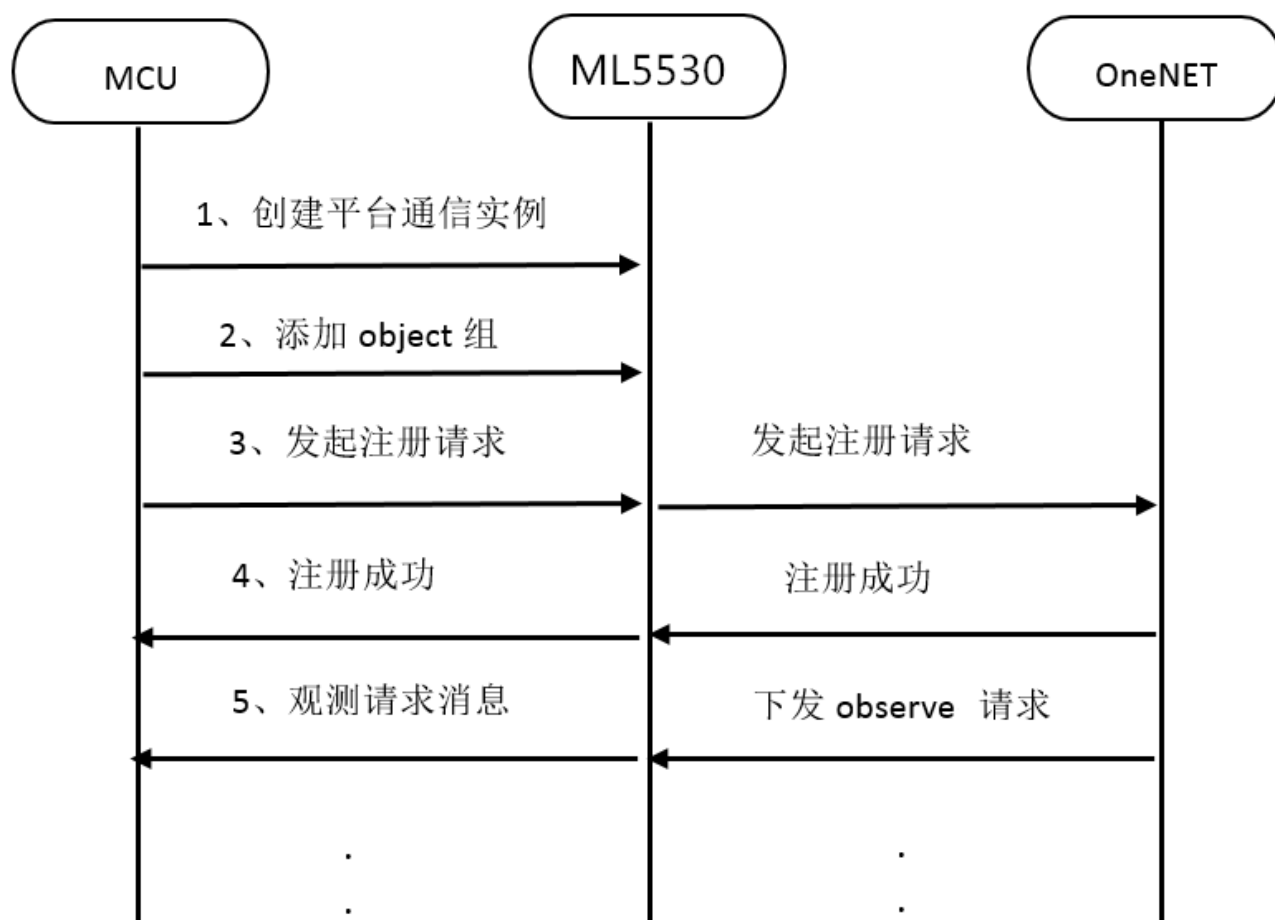 MCU
ML5530
OneNET
1、创建平台通信实例
2、添加 object 组
3、发起注册请求
发起注册请求
4、注册成功
注册成功
5、观测请求消息
下发 observe 请求